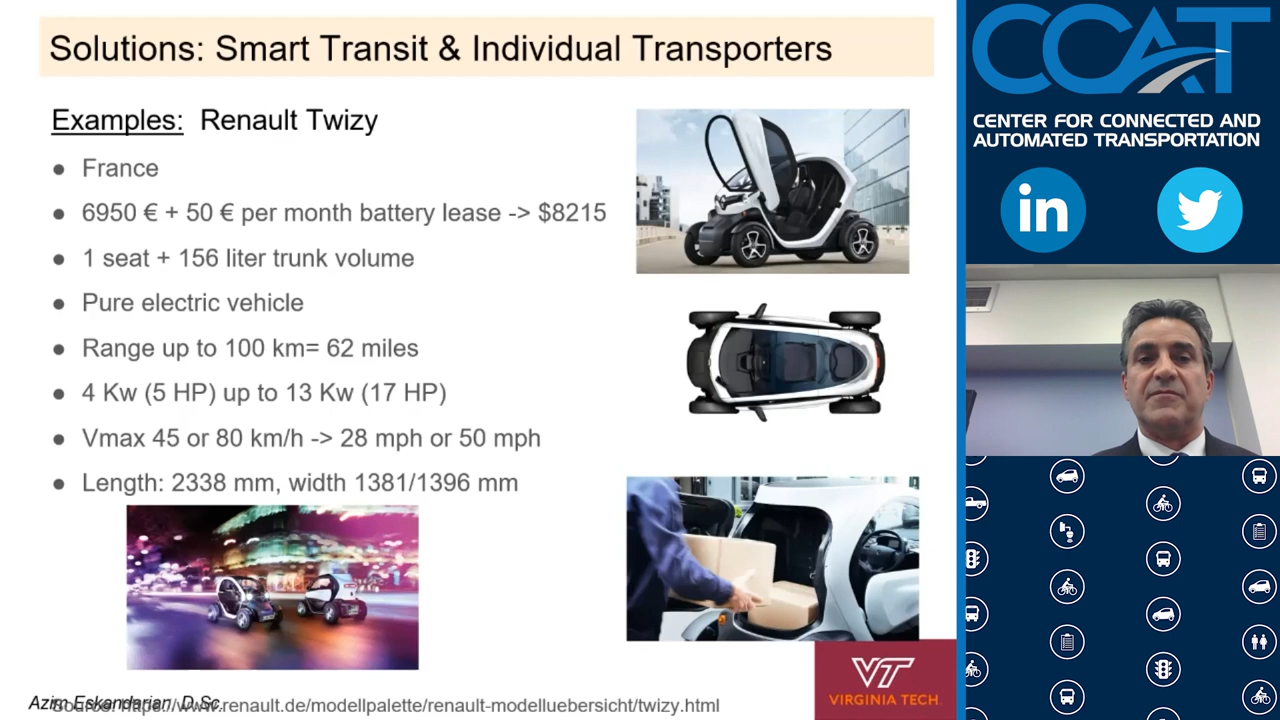 Solutions: Smart Transit & Individual Transporters
Examples: Renault Twizy
● France
● 6950 € + 50 € per month battery lease -> $8215
● 1 seat + 156 liter trunk volume
● Pure electric vehicle
● Range up to 100 km= 62 miles
● 4 Kw (5 HP) up to 13 Kw (17 HP)
● Vmax 45 or 80 km/h -> 28 mph or 50 mph
● Length: 2338 mm, width 1381/1396 mm
Azim Eskandarian, D.Sc.
Source: http://www.renault.de/modellpalette/renault-modelluebersicht/twizy.html
VT
VIRGINIA TECH
CCAT
CENTER FOR CONNECTED AND
AUTOMATED TRANSPORTATION
in